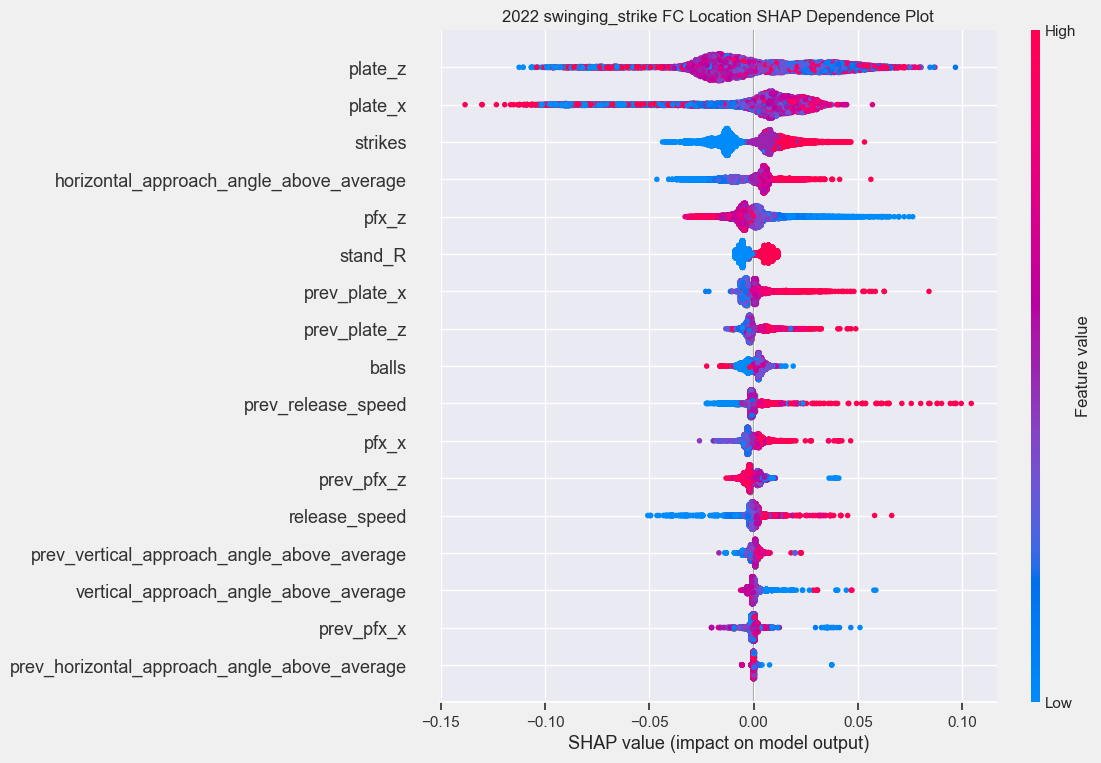 2022 swinging_strike FC Location SHAP Dependence Plot
High
plate_z
plate_x
strikes
horizontal_approach_angle_above_average
pfx_z
stand_R
prev_plate_x
prev_plate_z
balls
prev_release_speed
pfx_x
prev_pfx_z
release_speed
prev_vertical_approach_angle_above_average
vertical_approach_angle_above_average
prev_pfx_x
prev_horizontal_approach_angle_above_average
Feature value
Low
−0.15 −0.10 −0.05 0.00 0.05 0.10
SHAP value (impact on model output)